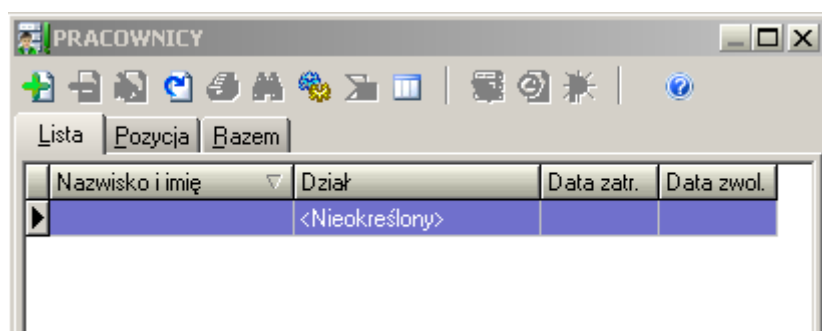 PRACOWNICY
Lista Pozycja Razem
Nazwisko i imię Dział Data zatr. Data zwol.
<Nieokreślony>